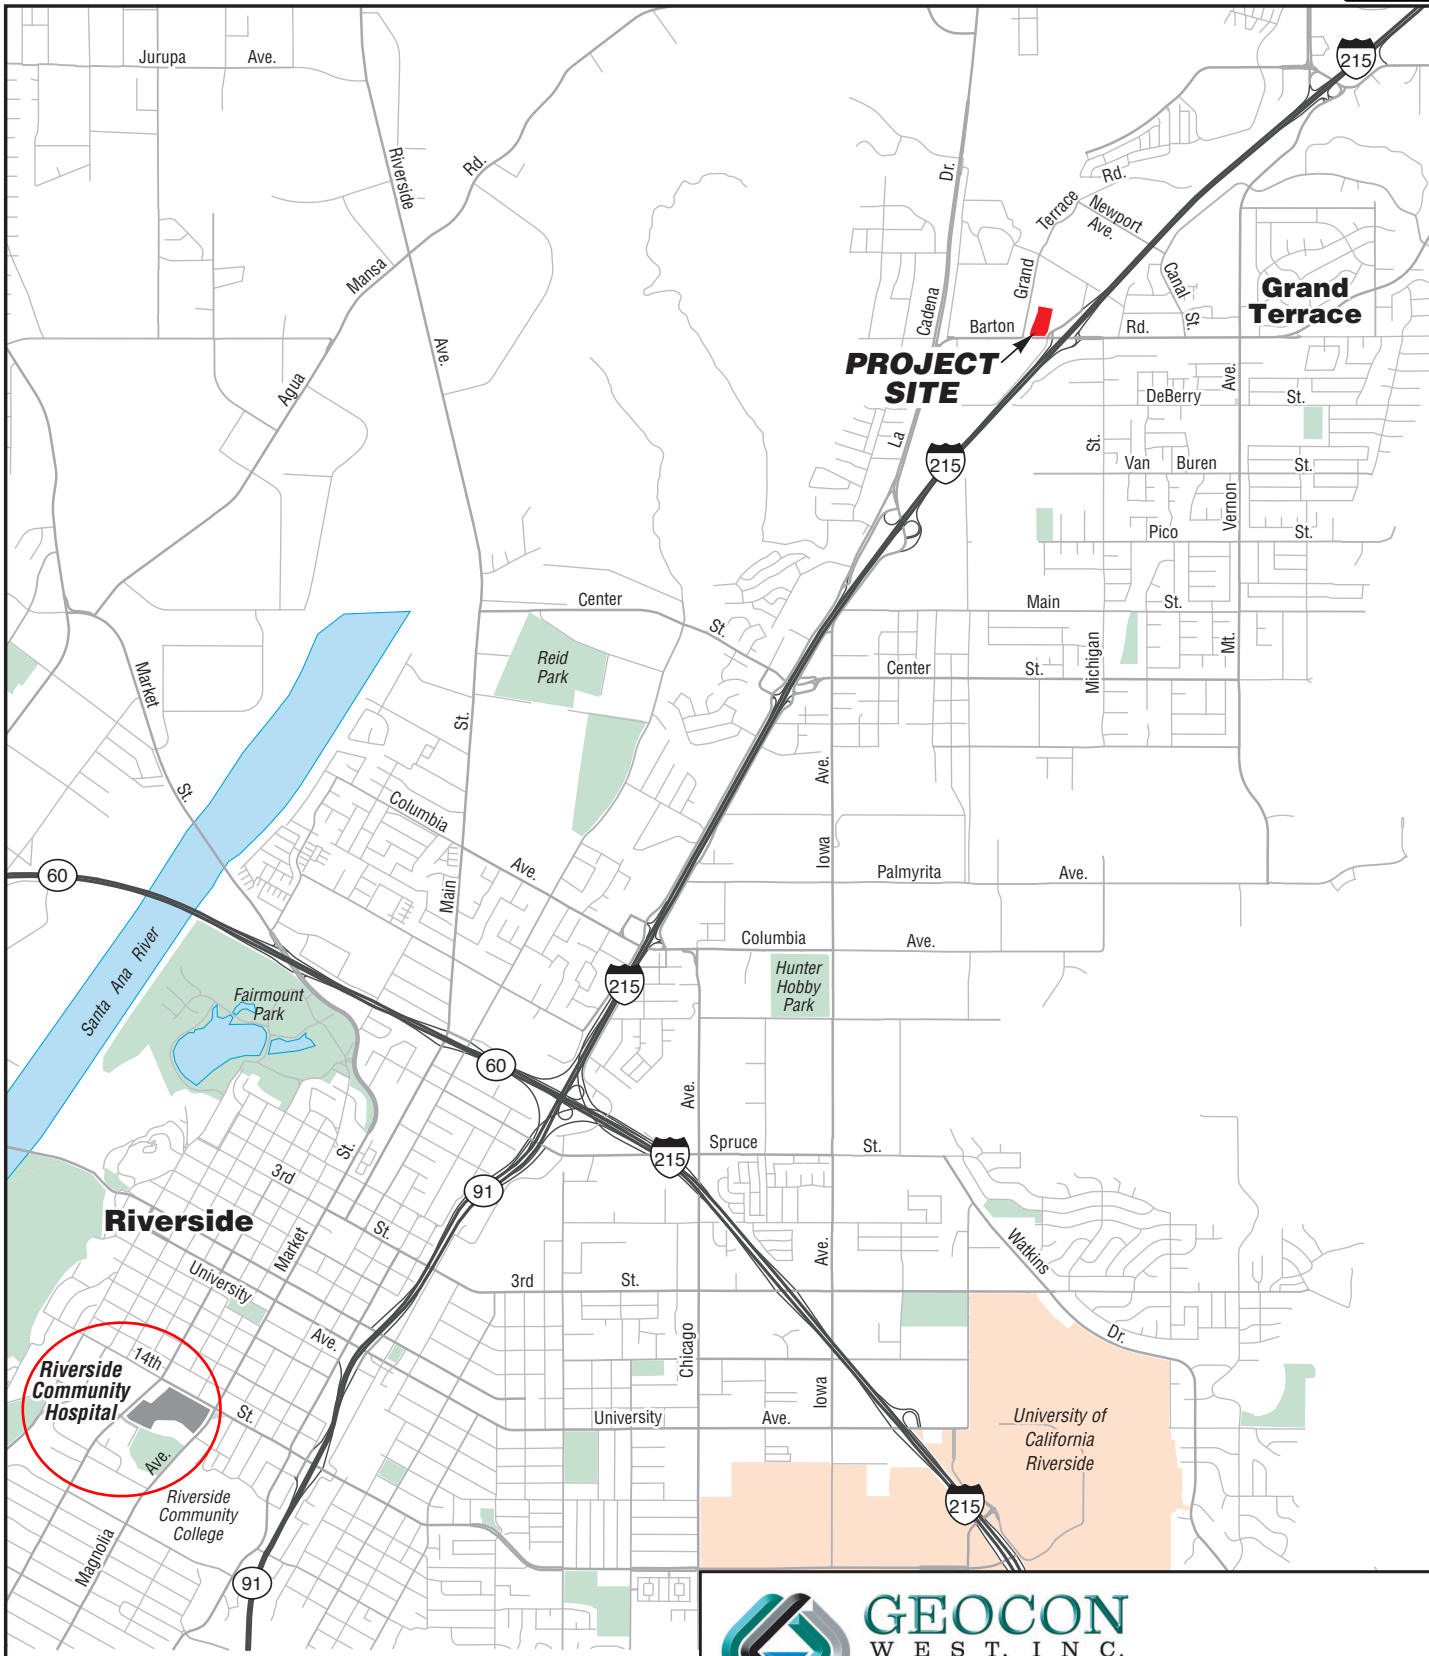 Jurupa Ave.
215
Riverside
Rd.
Dr.
Rd.
Terrace
Newport
Ave.
Mansa
Canal
St.
Grand
Grand
Terrace
Cadena
Barton
Rd.
PROJECT
SITE
Ave.
Agua
Ave.
DeBerry St.
La
St.
215
Van Buren St.
Vernon
Pico St.
Center
St.
Main St.
Reid
Park
Michigan
Mt.
Center St.
Market
St.
St.
Ave.
Columbia
Iowa
Ave.
Palmyrita Ave.
60
Main
Columbia Ave.
Santa Ana River
215
Hunter
Hobby
Park
Fairmount
Park
60
Ave.
Spruce St.
215
St.
3rd
91
Riverside
St.
Market
Ave.
Watkins
University
3rd St.
Dr.
Ave.
Chicago
14th
Riverside
Community
Hospital
Iowa
St.
University Ave.
University of
California
Riverside
Ave.
Riverside
Community
College
215
Magnolia
91
GEOCON
WEST, INC.